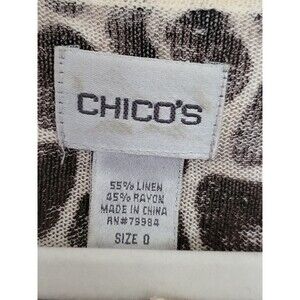 CHICO'S
55% LINEN
45% RAYON
MADE IN CHINA
RN#79984
SIZE 0